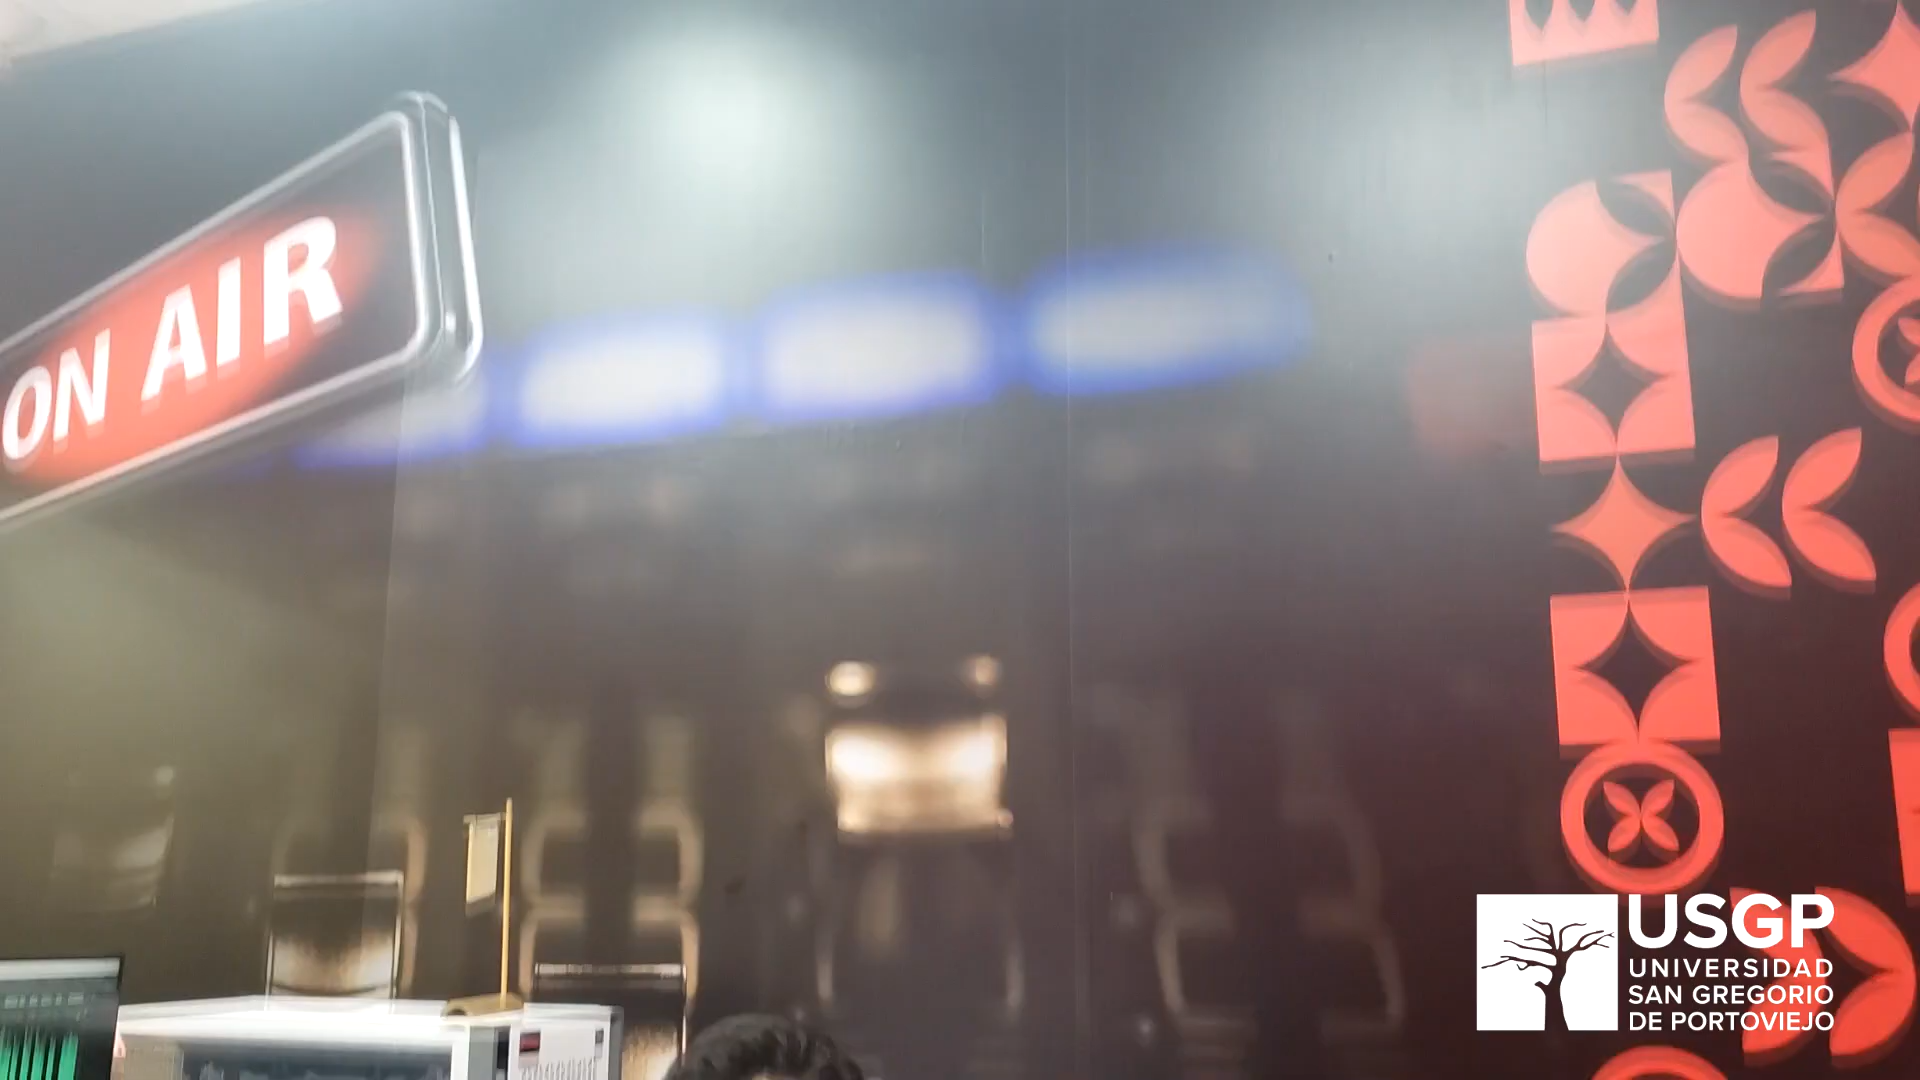 ON AIR
USGP
UNIVERSIDAD
SAN GREGORIO
DE PORTOVIEJO